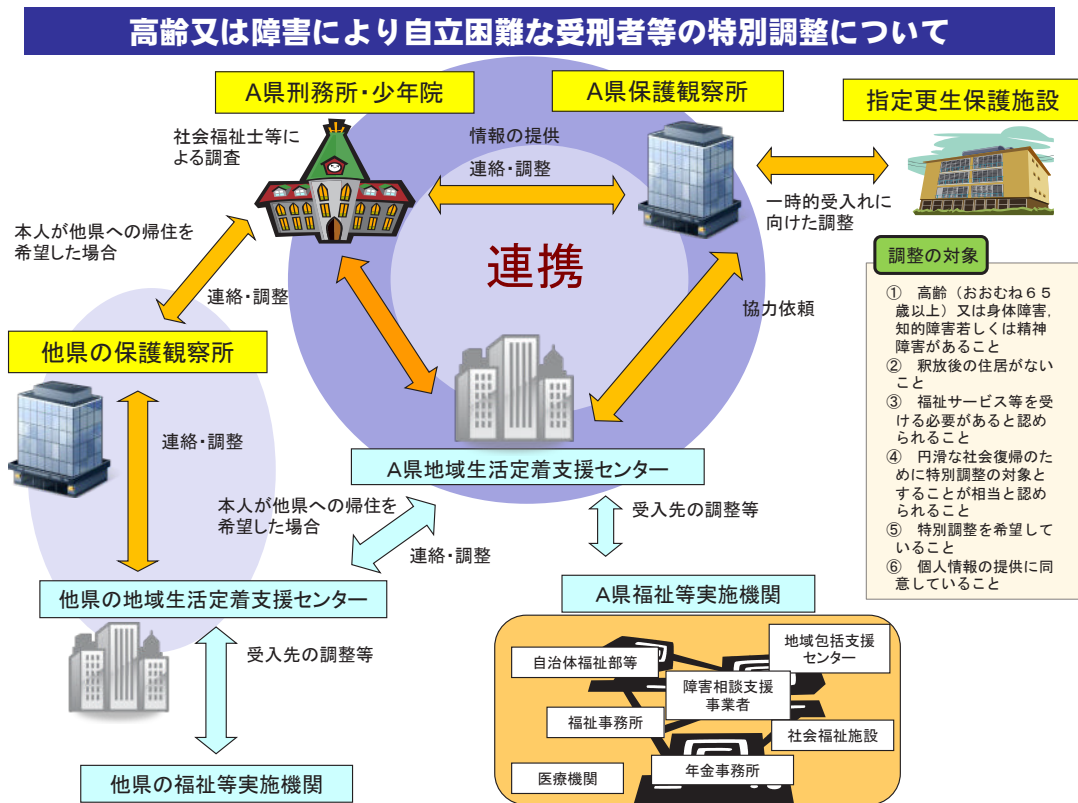 高齢又は障害により自立困難な受刑者等の特別調整について
A県刑務所・少年院
A県保護観察所
指定更生保護施設
社会福祉士等に
よる調査
情報の提供
連絡・調整
一時的受入れに
向けた調整
本人が他県への帰住を
希望した場合
連絡・調整
連携
協力依頼
調整の対象
① 高齢（おおむね６５
歳以上）又は身体障害，
知的障害若しくは精神
障害があること
② 釈放後の住居がない
こと
③ 福祉サービス等を受
ける必要があると認め
られること
④ 円滑な社会復帰のた
めに特別調整の対象と
することが相当と認め
られること
⑤ 特別調整を希望して
いること
⑥ 個人情報の提供に同
意していること
他県の保護観察所
連絡・調整
A県地域生活定着支援センター
本人が他県への帰住を
希望した場合
連絡・調整
受入先の調整等
他県の地域生活定着支援センター
A県福祉等実施機関
受入先の調整等
自治体福祉部等
地域包括支援
センター
障害相談支援
事業者
福祉事務所
社会福祉施設
年金事務所
医療機関
他県の福祉等実施機関